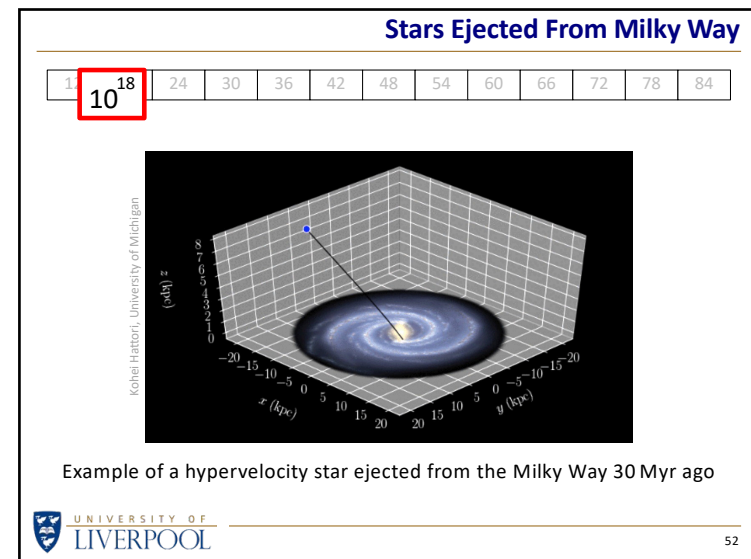 Stars Ejected From Milky Way
12 10^18 24 30 36 42 48 54 60 66 72 78 84
Kohei Hattori, University of Michigan
8
7
6
5
4
3
2
1
0
z (kpc)
−20 −15 −10 −5 0 5 10 15 20
x (kpc)
20 15 10 5 0 −5 −10 −15 −20
y (kpc)
Example of a hypervelocity star ejected from the Milky Way 30 Myr ago
UNIVERSITY OF
LIVERPOOL
52